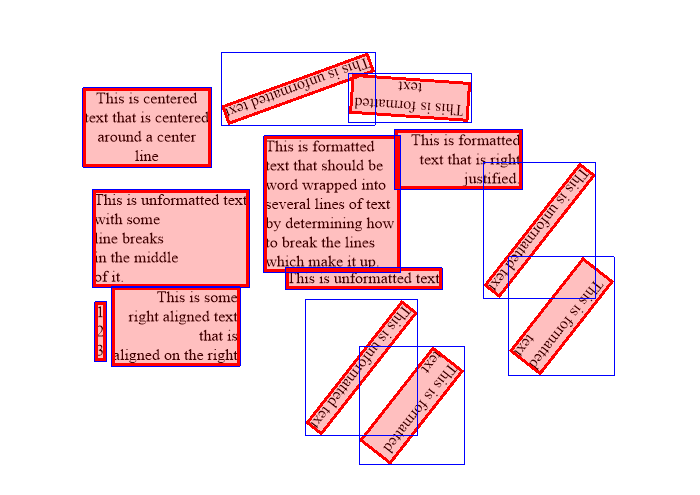 This is unformatted text
This is formatted
text
This is centered
text that is centered
around a center
line
This is formatted
text that should be
word wrapped into
several lines of text
by determining how
to break the lines
which make it up.
This is formatted
text that is right
justified.
This is unformatted text
with some
line breaks
in the middle
of it.
This is unformatted text
This is unformatted text
This is formatted
text
1
2
3
This is some
right aligned text
that is
aligned on the right
This is unformatted text
This is formatted
text